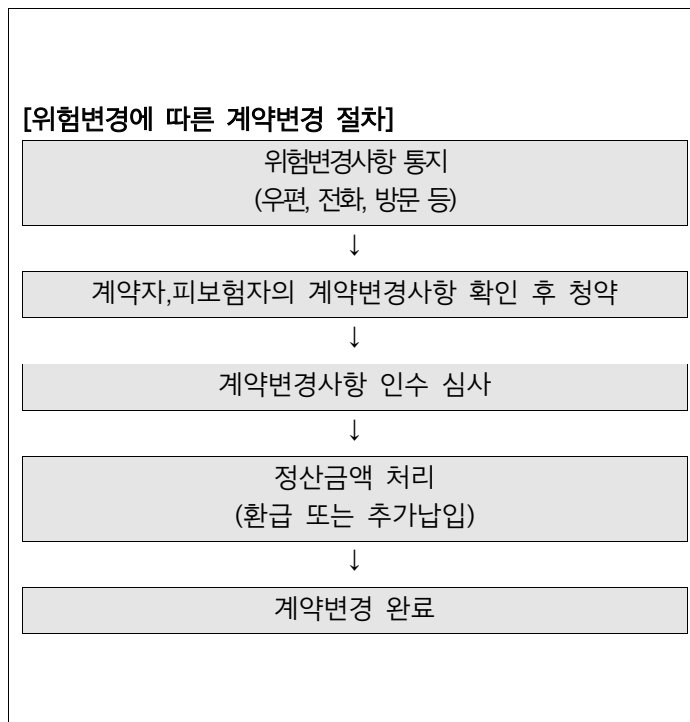 [위험변경에 따른 계약변경 절차]
위험변경사항 통지
(우편, 전화, 방문 등)
↓
계약자,피보험자의 계약변경사항 확인 후 청약
↓
계약변경사항 인수 심사
↓
정산금액 처리
(환급 또는 추가납입)
↓
계약변경 완료